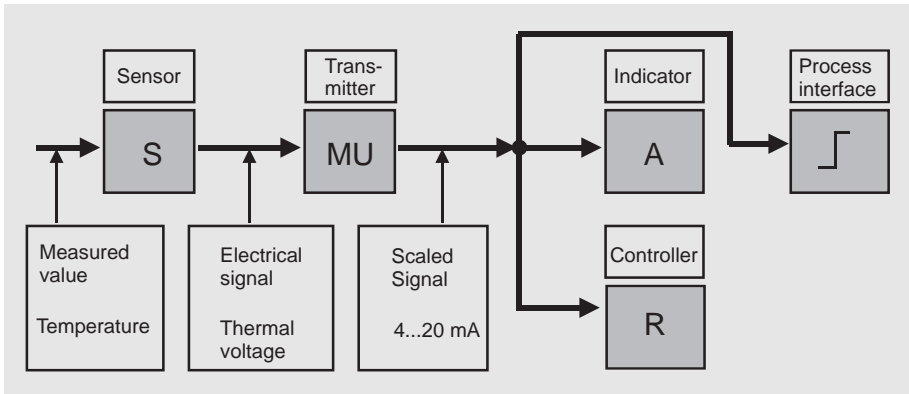 Sensor
Trans-
mitter
Indicator
Process
interface
S
MU
A
Measured
value
Temperature
Electrical
signal
Thermal
voltage
Scaled
Signal
4...20 mA
Controller
R